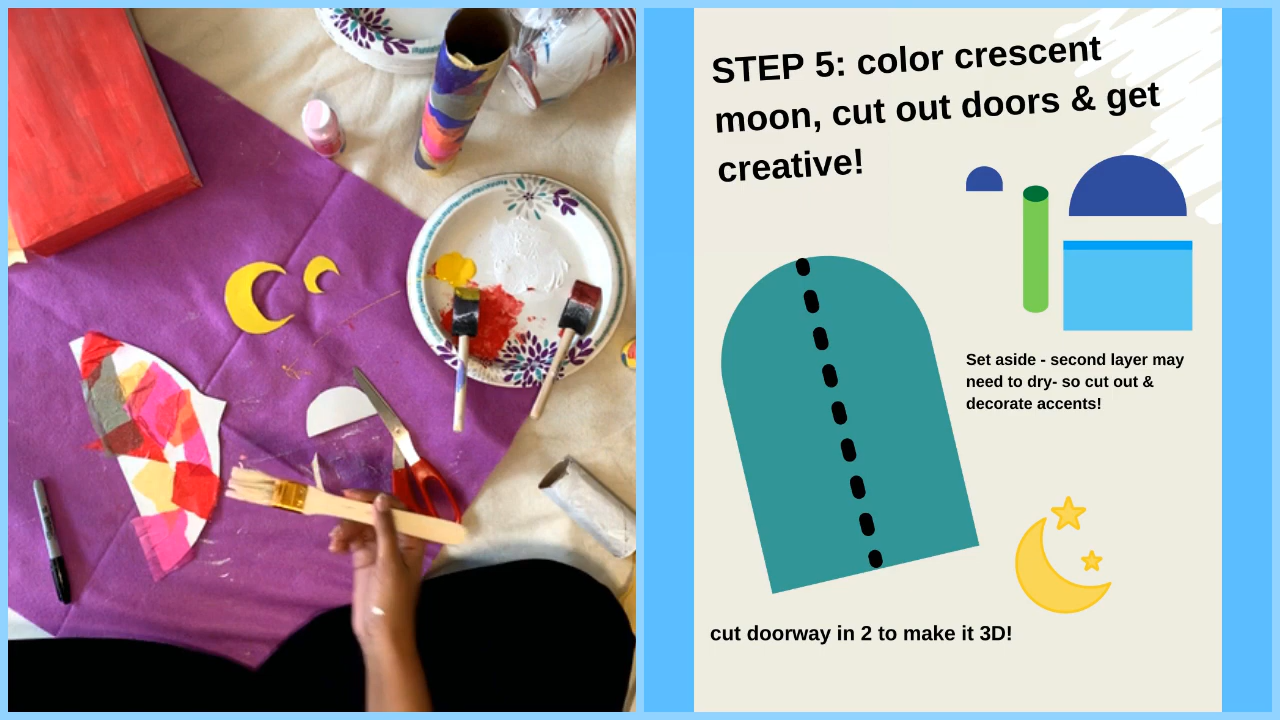 STEP 5: color crescent
moon, cut out doors & get
creative!
Set aside - second layer may
need to dry- so cut out &
decorate accents!
cut doorway in 2 to make it 3D!